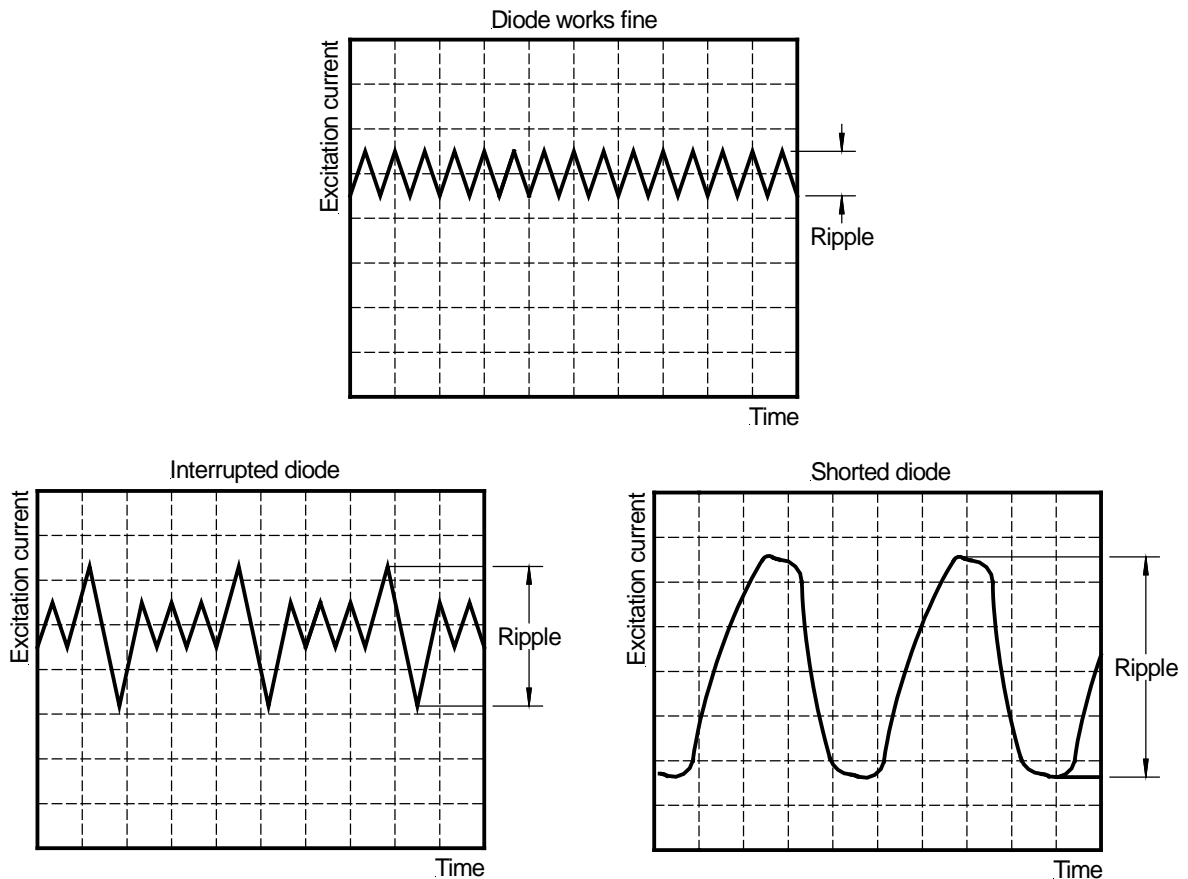 Diode works fine
Excitation current
Ripple
Time
Interrupted diode
Excitation current
Ripple
Time
Shorted diode
Excitation current
Ripple
Time